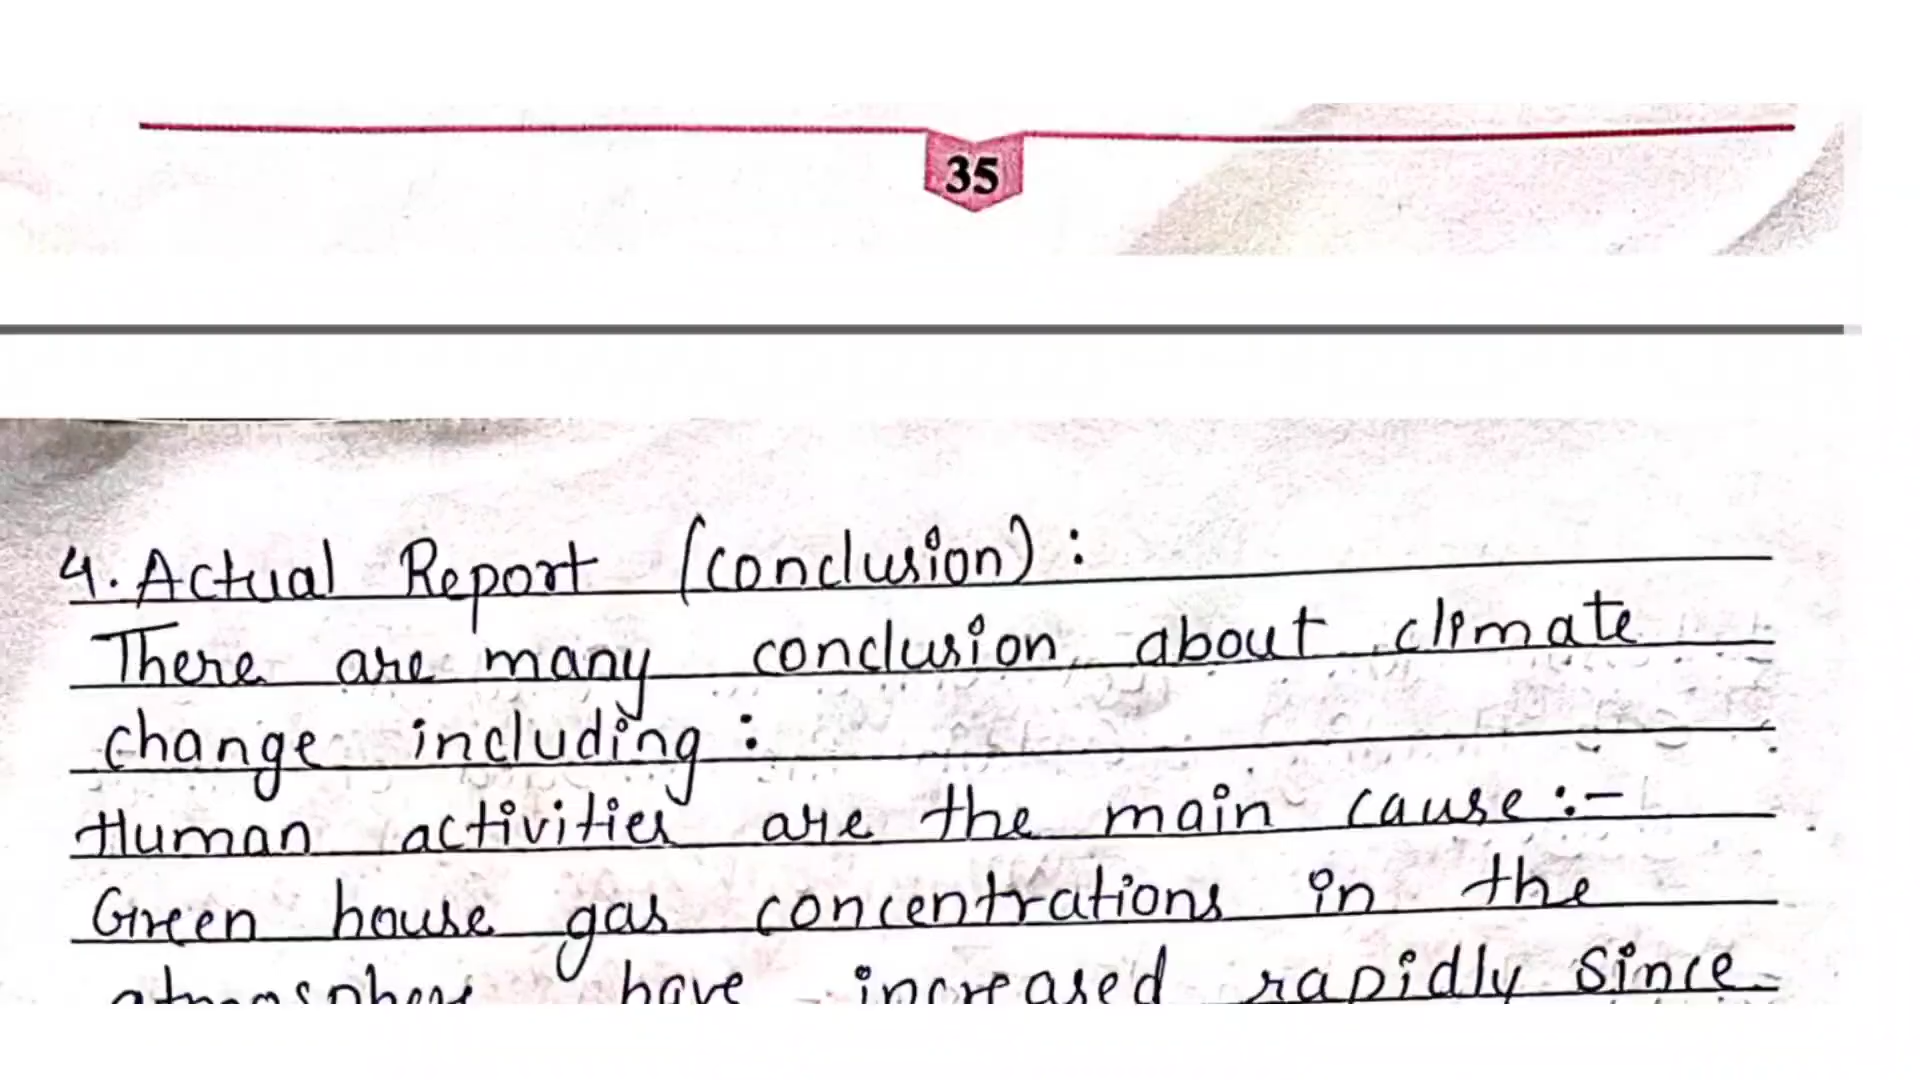 35
4. Actual Report (conclusion) :
There are many conclusion about climate
change including :
Human activities are the main cause :-
Green house gas concentrations in the
atmosphere have increased rapidly since